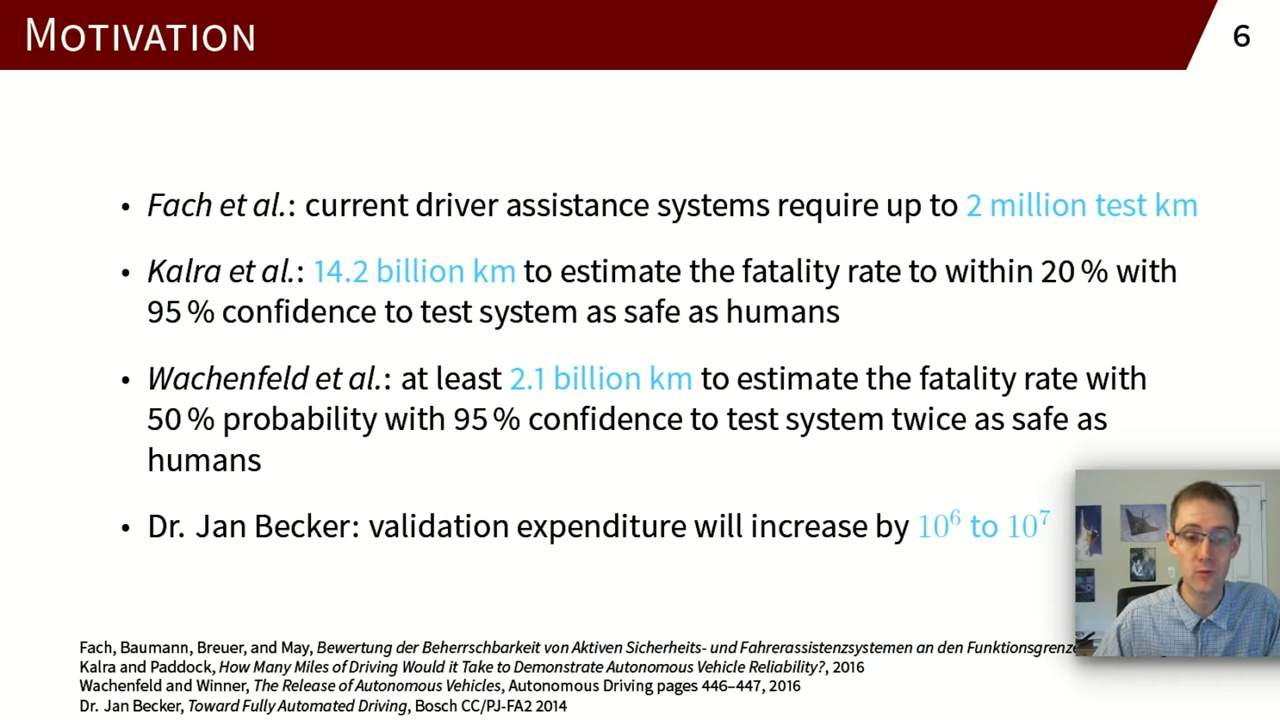 MOTIVATION
6
• Fach et al.: current driver assistance systems require up to 2 million test km
• Kalra et al.: 14.2 billion km to estimate the fatality rate to within 20 % with
95 % confidence to test system as safe as humans
• Wachenfeld et al.: at least 2.1 billion km to estimate the fatality rate with
50 % probability with 95 % confidence to test system twice as safe as
humans
• Dr. Jan Becker: validation expenditure will increase by 10⁶ to 10⁷
Fach, Baumann, Breuer, and May, Bewertung der Beherrschbarkeit von Aktiven Sicherheits- und Fahrerassistenzsystemen an den
Kalra and Paddock, How Many Miles of Driving Would it Take to Demonstrate Autonomous Vehicle Reliability?, 2016
Wachenfeld and Winner, The Release of Autonomous Vehicles, Autonomous Driving pages 446–447, 2016
Dr. Jan Becker, Toward Fully Automated Driving, Bosch CC/PJ-FA2 2014